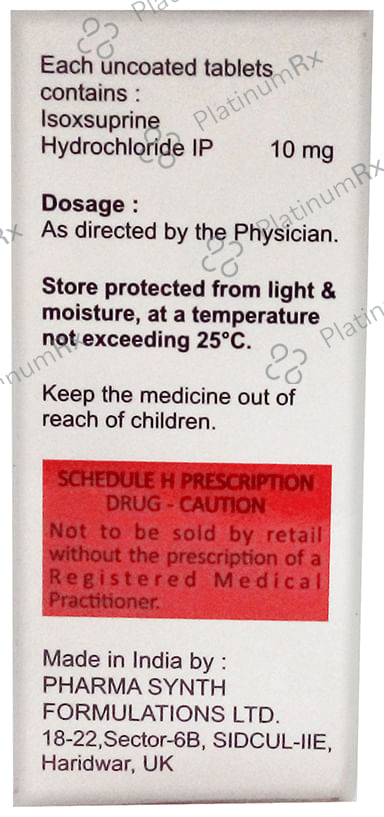 Each uncoated tablets
contains :
Isoxsuprine
Hydrochloride IP 10 mg
Dosage :
As directed by the Physician.
Store protected from light &
moisture, at a temperature
not exceeding 25°C.
Keep the medicine out of
reach of children.
SCHEDULE H PRESCRIPTION
DRUG - CAUTION
Not to be sold by retail
without the prescription of a
Registered Medical
Practitioner.
Made in India by :
PHARMA SYNTH
FORMULATIONS LTD.
18-22,Sector-6B, SIDCUL-IIE,
Haridwar, UK
PlatinumRx
PlatinumRx